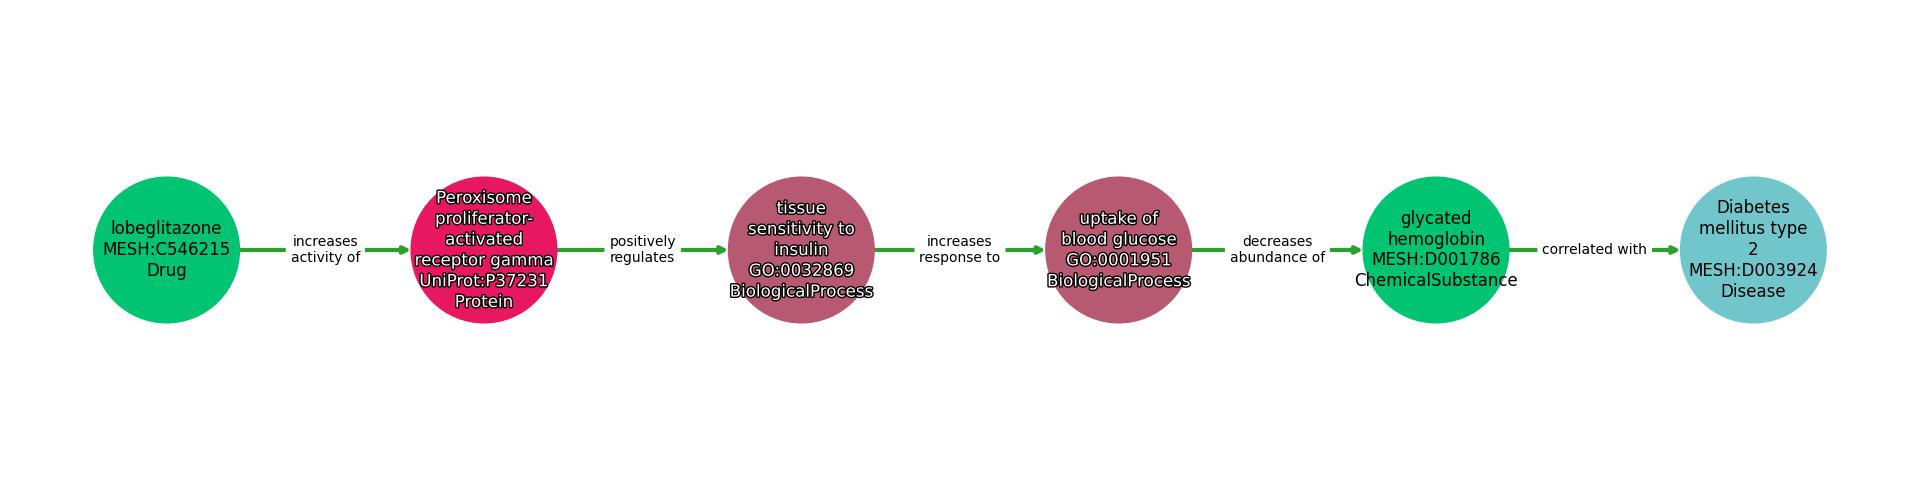 lobeglitazone
MESH:C546215
Drug
increases
activity of
Peroxisome
proliferator-
activated
receptor gamma
UniProt:P37231
Protein
positively
regulates
tissue
sensitivity to
insulin
GO:0032869
BiologicalProcess
increases
response to
uptake of
blood glucose
GO:0001951
BiologicalProcess
decreases
abundance of
glycated
hemoglobin
MESH:D001786
ChemicalSubstance
correlated with
Diabetes
mellitus type
2
MESH:D003924
Disease